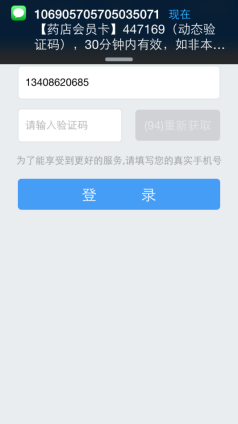 106905705705035071 现在
【药店会员卡】447169（动态验
证码），30分钟内有效，如非本...
13408620685
请输入验证码 (94)重新获取
为了能享受到更好的服务,请填写您的真实手机号
登 录